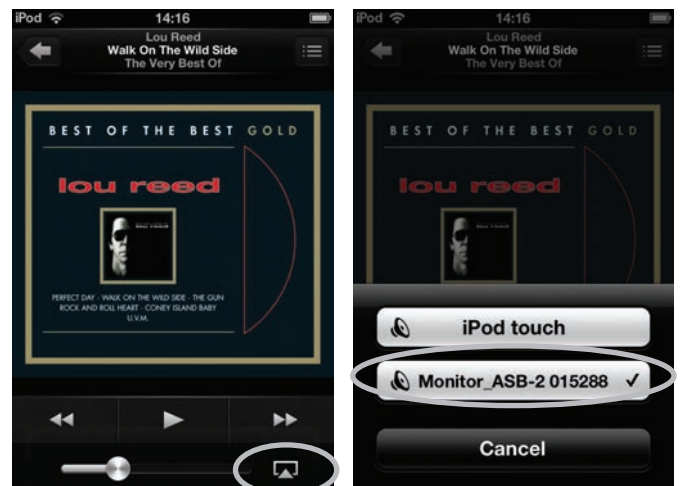 iPod 14:16
Lou Reed
Walk On The Wild Side
The Very Best Of
BEST OF THE BEST GOLD
lou reed
lou reed
PERFECT DAY · WALK ON THE WILD SIDE · THE GUN
ROCK AND ROLL HEART · CONEY ISLAND BABY
U.V.M.
iPod 14:16
Lou Reed
Walk On The Wild Side
The Very Best Of
BEST OF THE BEST GOLD
lou reed
iPod touch
Monitor_ASB-2 015288 ✓
Cancel